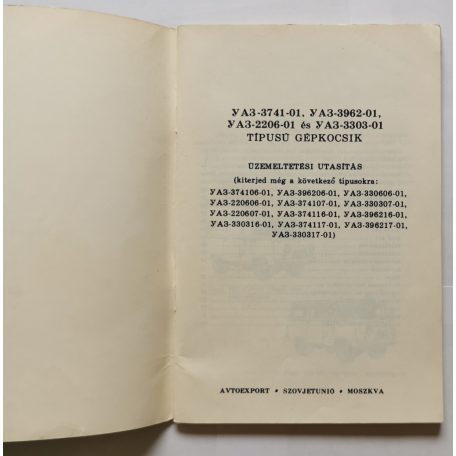 УАЗ-3741-01, УАЗ-3962-01,
УАЗ-2206-01 és УАЗ-3303-01
TÍPUSÚ GÉPKOCSIK
ÜZEMELTETÉSI UTASÍTÁS
(kiterjed még a következő típusokra:
УАЗ-374106-01, УАЗ-396206-01, УАЗ-330606-01,
УАЗ-220606-01, УАЗ-374107-01, УАЗ-330307-01,
УАЗ-220607-01, УАЗ-374116-01, УАЗ-396216-01,
УАЗ-330316-01, УАЗ-374117-01, УАЗ-396217-01,
УАЗ-330317-01)
AVTOEXPORT * SZOVJETUNIÓ * MOSZKVA